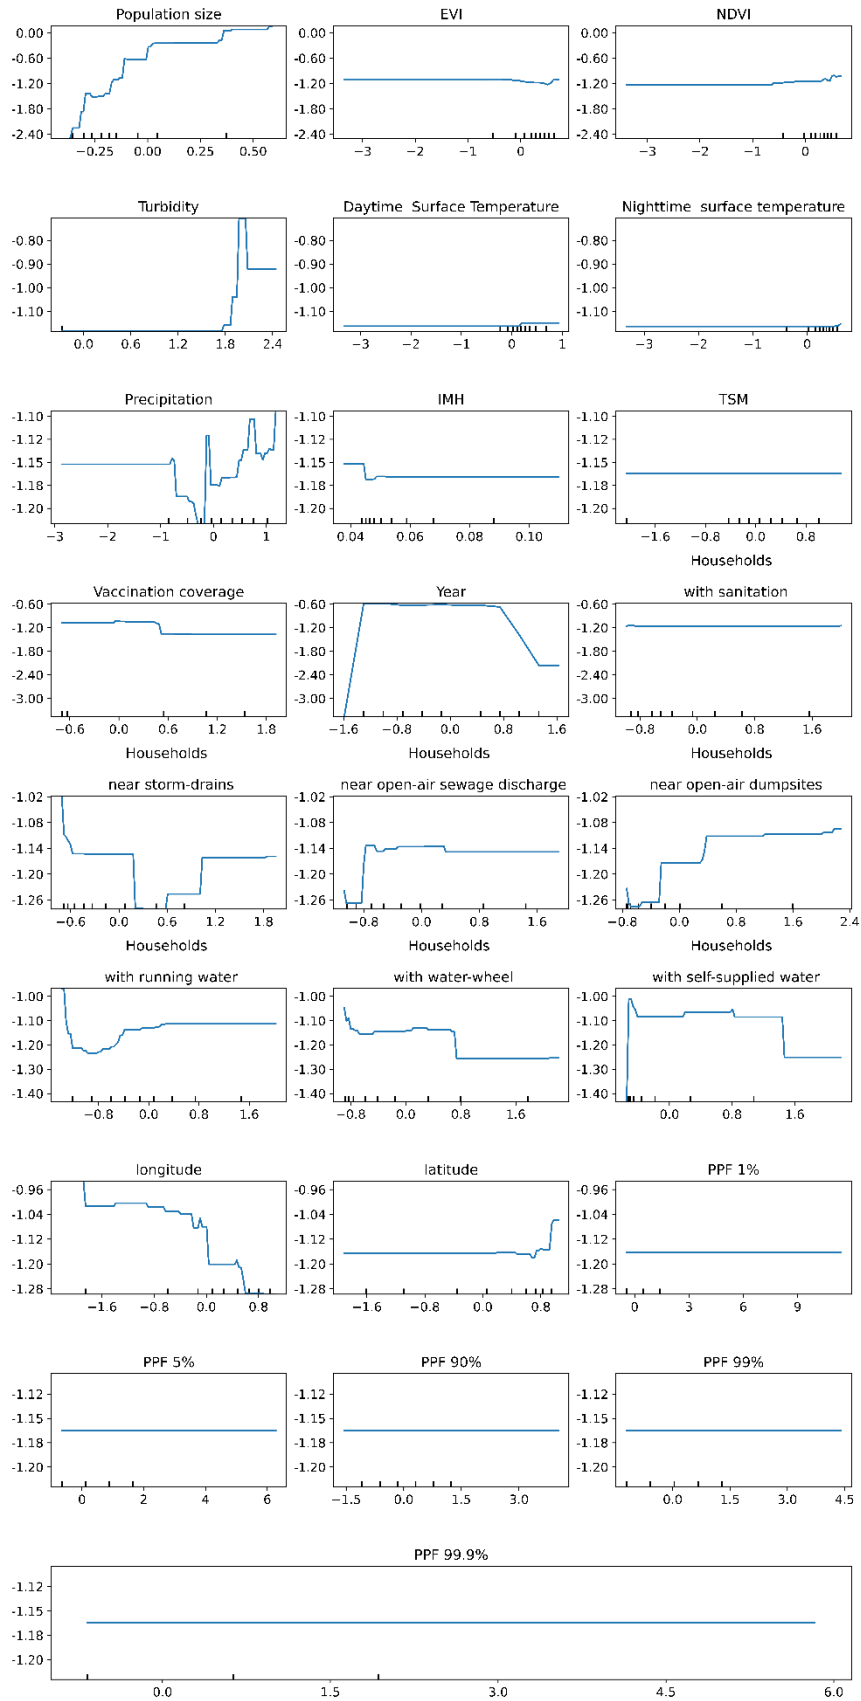 Population size EVI NDVI
0.00 0.00 0.00
-0.60 -0.60 -0.60
-1.20 -1.20 -1.20
-1.80 -1.80 -1.80
-2.40 -2.40 -2.40
−0.25 0.00 0.25 0.50 −3 −2 −1 0 −3 −2 −1 0
Turbidity Daytime Surface Temperature Nighttime surface temperature
-0.80 -0.80 -0.80
-0.90 -0.90 -0.90
-1.00 -1.00 -1.00
-1.10 -1.10 -1.10
0.0 0.6 1.2 1.8 2.4 −3 −2 −1 0 1 −3 −2 −1 0
Precipitation IMH TSM
-1.10 -1.10 -1.10
-1.12 -1.12 -1.12
-1.15 -1.15 -1.15
-1.18 -1.18 -1.18
-1.20 -1.20 -1.20
−3 −2 −1 0 1 0.04 0.06 0.08 0.10 −1.6 −0.8 0.0 0.8
Households
Vaccination coverage Year with sanitation
-0.60 -0.60 -0.60
-1.20 -1.20 -1.20
-1.80 -1.80 -1.80
-2.40 -2.40 -2.40
-3.00 -3.00 -3.00
−0.6 0.0 0.6 1.2 1.8 −1.6 −0.8 0.0 0.8 1.6 −0.8 0.0 0.8 1.6
Households Households Households
near storm-drains near open-air sewage discharge near open-air dumpsites
-1.02 -1.02 -1.02
-1.08 -1.08 -1.08
-1.14 -1.14 -1.14
-1.20 -1.20 -1.20
-1.26 -1.26 -1.26
−0.6 0.0 0.6 1.2 1.8 −0.8 0.0 0.8 1.6 −0.8 0.0 0.8 1.6 2.4
Households Households Households
with running water with water-wheel with self-supplied water
-1.00 -1.00 -1.00
-1.10 -1.10 -1.10
-1.20 -1.20 -1.20
-1.30 -1.30 -1.30
-1.40 -1.40 -1.40
−0.8 0.0 0.8 1.6 −0.8 0.0 0.8 1.6 0.0 0.8 1.6
longitude latitude PPF 1%
-0.96 -0.96 -0.96
-1.04 -1.04 -1.04
-1.12 -1.12 -1.12
-1.20 -1.20 -1.20
-1.28 -1.28 -1.28
−1.6 −0.8 0.0 0.8 −1.6 −0.8 0.0 0.8 0 3 6 9
PPF 5% PPF 90% PPF 99%
-1.12 -1.12 -1.12
-1.15 -1.15 -1.15
-1.18 -1.18 -1.18
-1.20 -1.20 -1.20
0 2 4 6 −1.5 0.0 1.5 3.0 0.0 1.5 3.0 4.5
PPF 99.9%
-1.12
-1.15
-1.18
-1.20
0.0 1.5 3.0 4.5 6.0